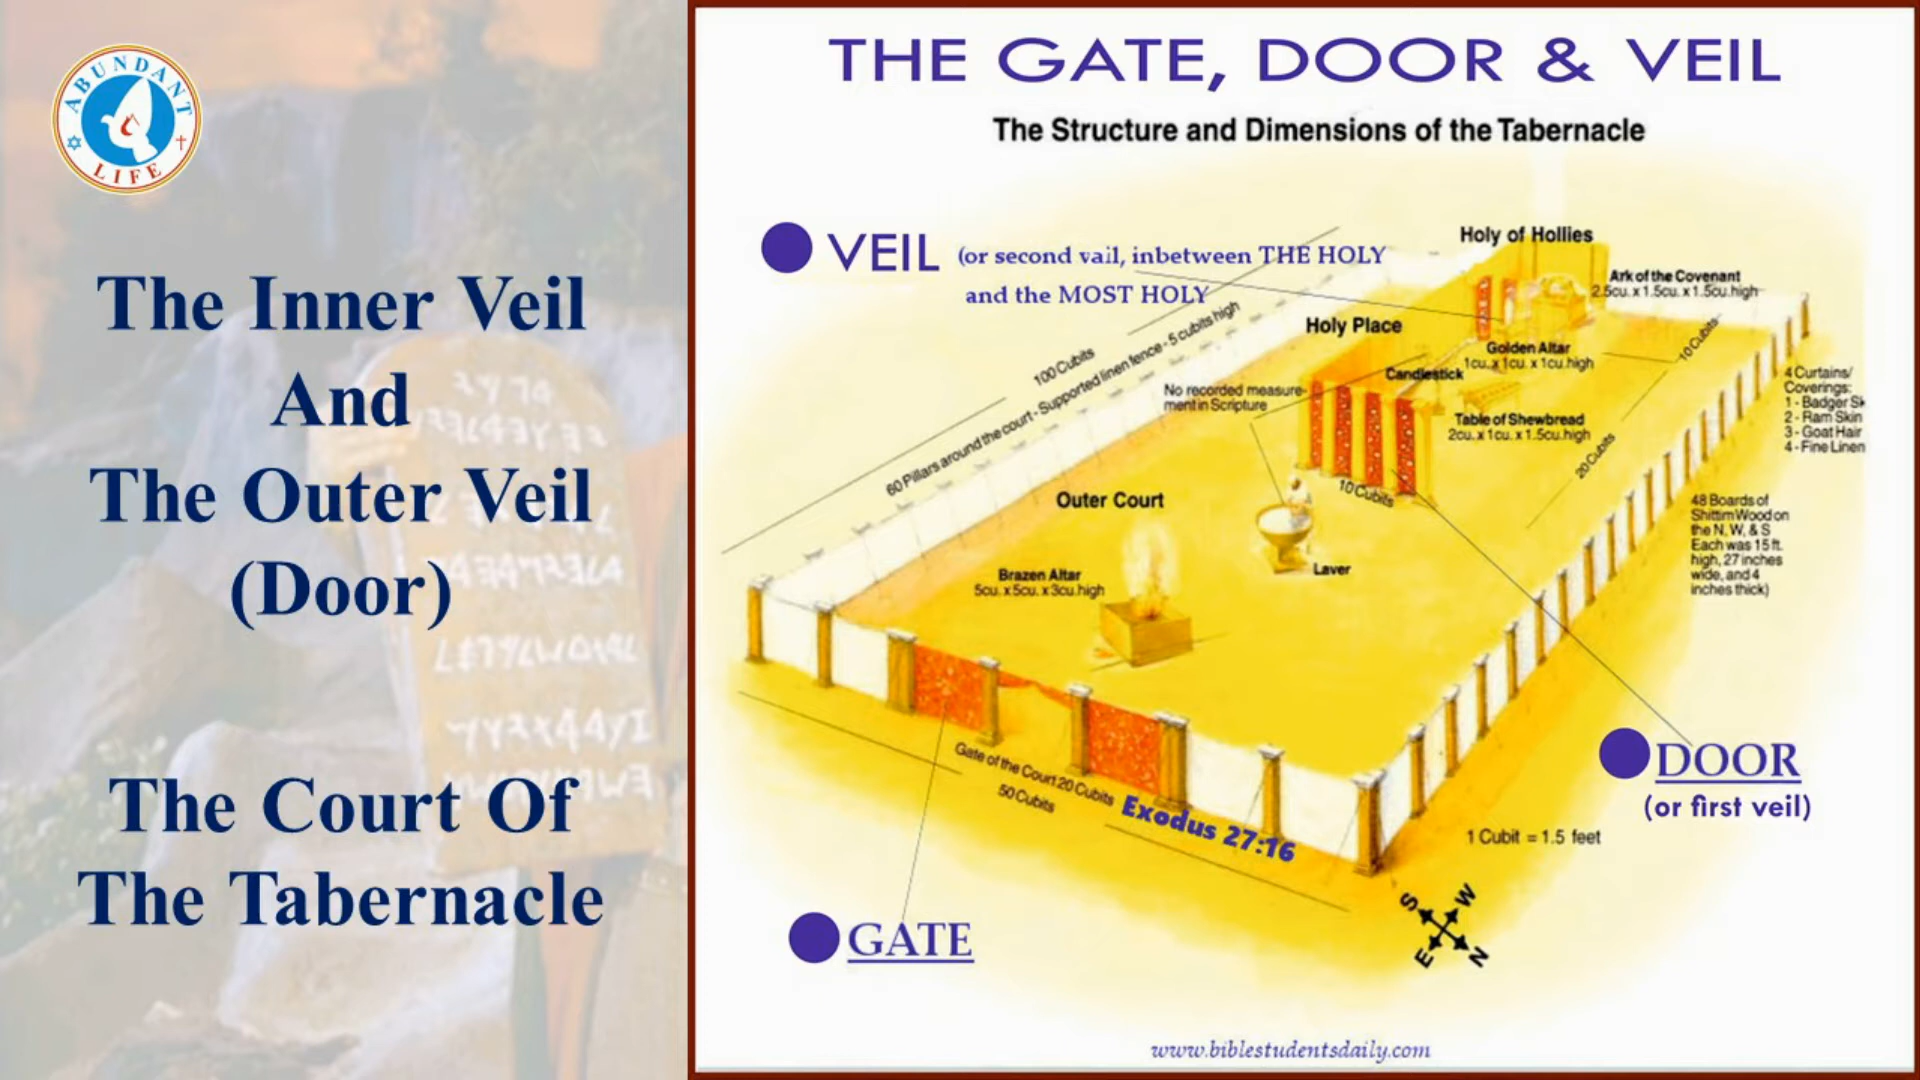 ABUNDANT
LIFE
The Inner Veil
And
The Outer Veil
(Door)
The Court Of
The Tabernacle
THE GATE, DOOR & VEIL
The Structure and Dimensions of the Tabernacle
VEIL (or second vail, inbetween THE HOLY
and the MOST HOLY
Holy of Hollies
Ark of the Covenant
2.5cu. x 1.5cu. x 1.5cu.high
Holy Place
100 Cubits
60 Pillars around the court - Supported linen fence - 5 cubits high
Golden Altar
1cu. x 1cu. x 1cu.high
10 Cubits
Candlestick
No recorded measure-
ment in Scripture
Table of Shewbread
2cu. x 1cu. x 1.5cu.high
20 Cubits
4 Curtains/
Coverings:
1 - Badger Sk
2 - Ram Skin
3 - Goat Hair
4 - Fine Linen
10 Cubits
Outer Court
48 Boards of
Shittim Wood on
the N, W, & S
Each was 15 ft.
high, 27 inches
wide, and 4
inches thick)
Laver
Brazen Altar
5cu. x 5cu. x 3cu.high
Gate of the Court 20 Cubits
50 Cubits
Exodus 27:16
DOOR
(or first veil)
1 Cubit = 1.5 feet
GATE
S W
E N
www.biblestudentsdaily.com